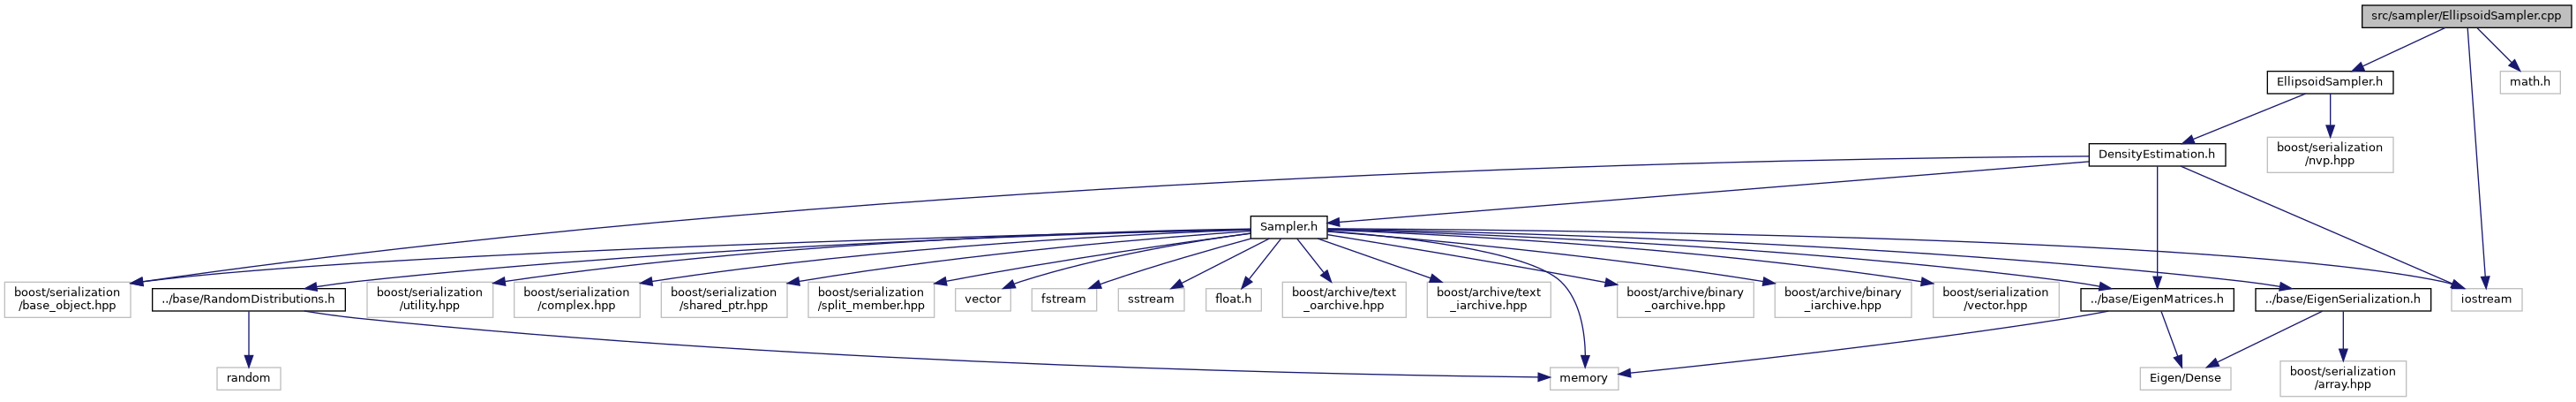 src/sampler/EllipsoidSampler.cpp
EllipsoidSampler.h
math.h
DensityEstimation.h
boost/serialization
/nvp.hpp
Sampler.h
boost/serialization
/base_object.hpp
../base/RandomDistributions.h
boost/serialization
/utility.hpp
boost/serialization
/complex.hpp
boost/serialization
/shared_ptr.hpp
boost/serialization
/split_member.hpp
vector
fstream
sstream
float.h
boost/archive/text
_oarchive.hpp
boost/archive/text
_iarchive.hpp
boost/archive/binary
_oarchive.hpp
boost/archive/binary
_iarchive.hpp
boost/serialization
/vector.hpp
../base/EigenMatrices.h
../base/EigenSerialization.h
iostream
random
memory
Eigen/Dense
boost/serialization
/array.hpp